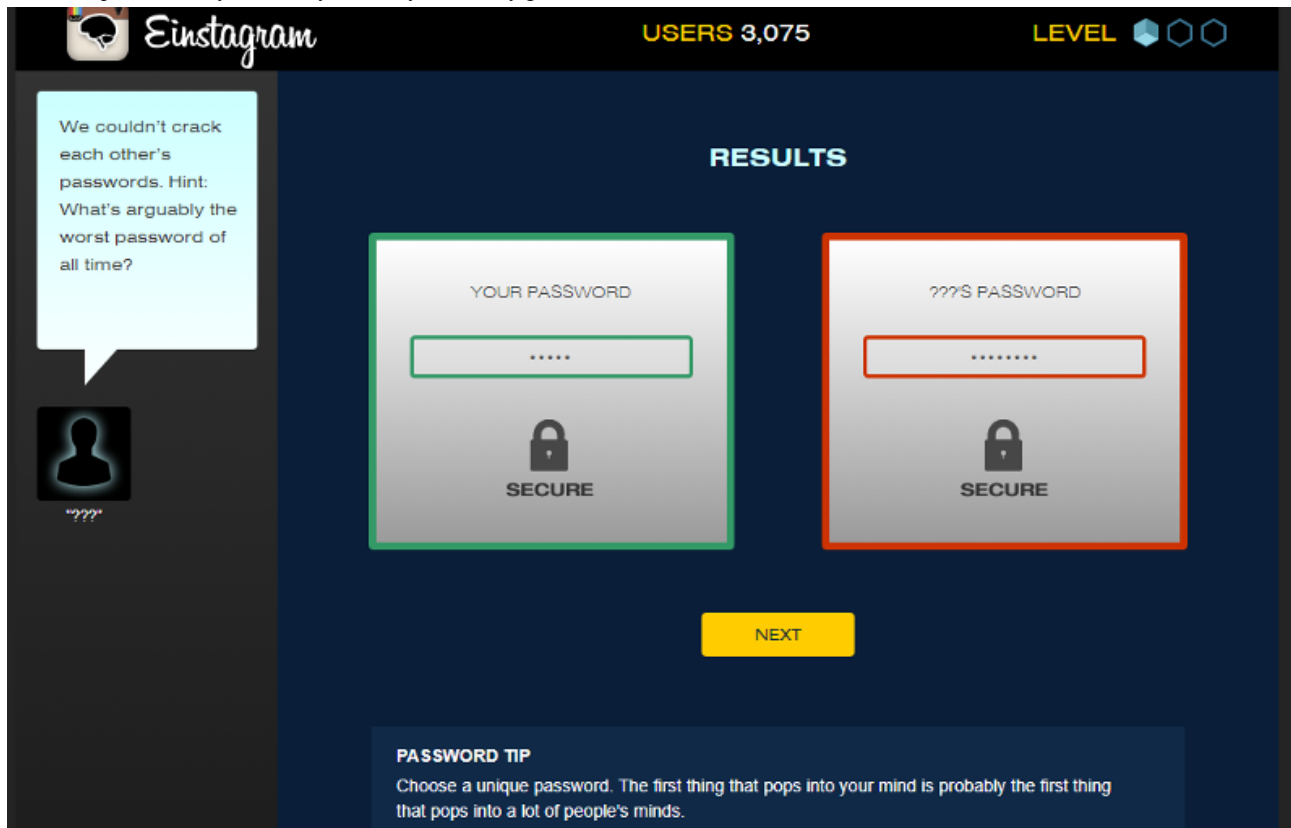 Einstagram
USERS 3,075
LEVEL
We couldn't crack
each other's
passwords. Hint:
What's arguably the
worst password of
all time?
"???"
RESULTS
YOUR PASSWORD
•••••
SECURE
???'S PASSWORD
••••••••
SECURE
NEXT
PASSWORD TIP
Choose a unique password. The first thing that pops into your mind is probably the first thing
that pops into a lot of people's minds.